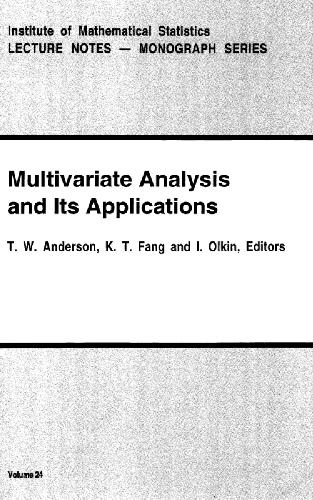 Institute of Mathematical Statistics
LECTURE NOTES — MONOGRAPH SERIES
Multivariate Analysis
and Its Applications
T. W. Anderson, K. T. Fang and I. Olkin, Editors
Volume 24